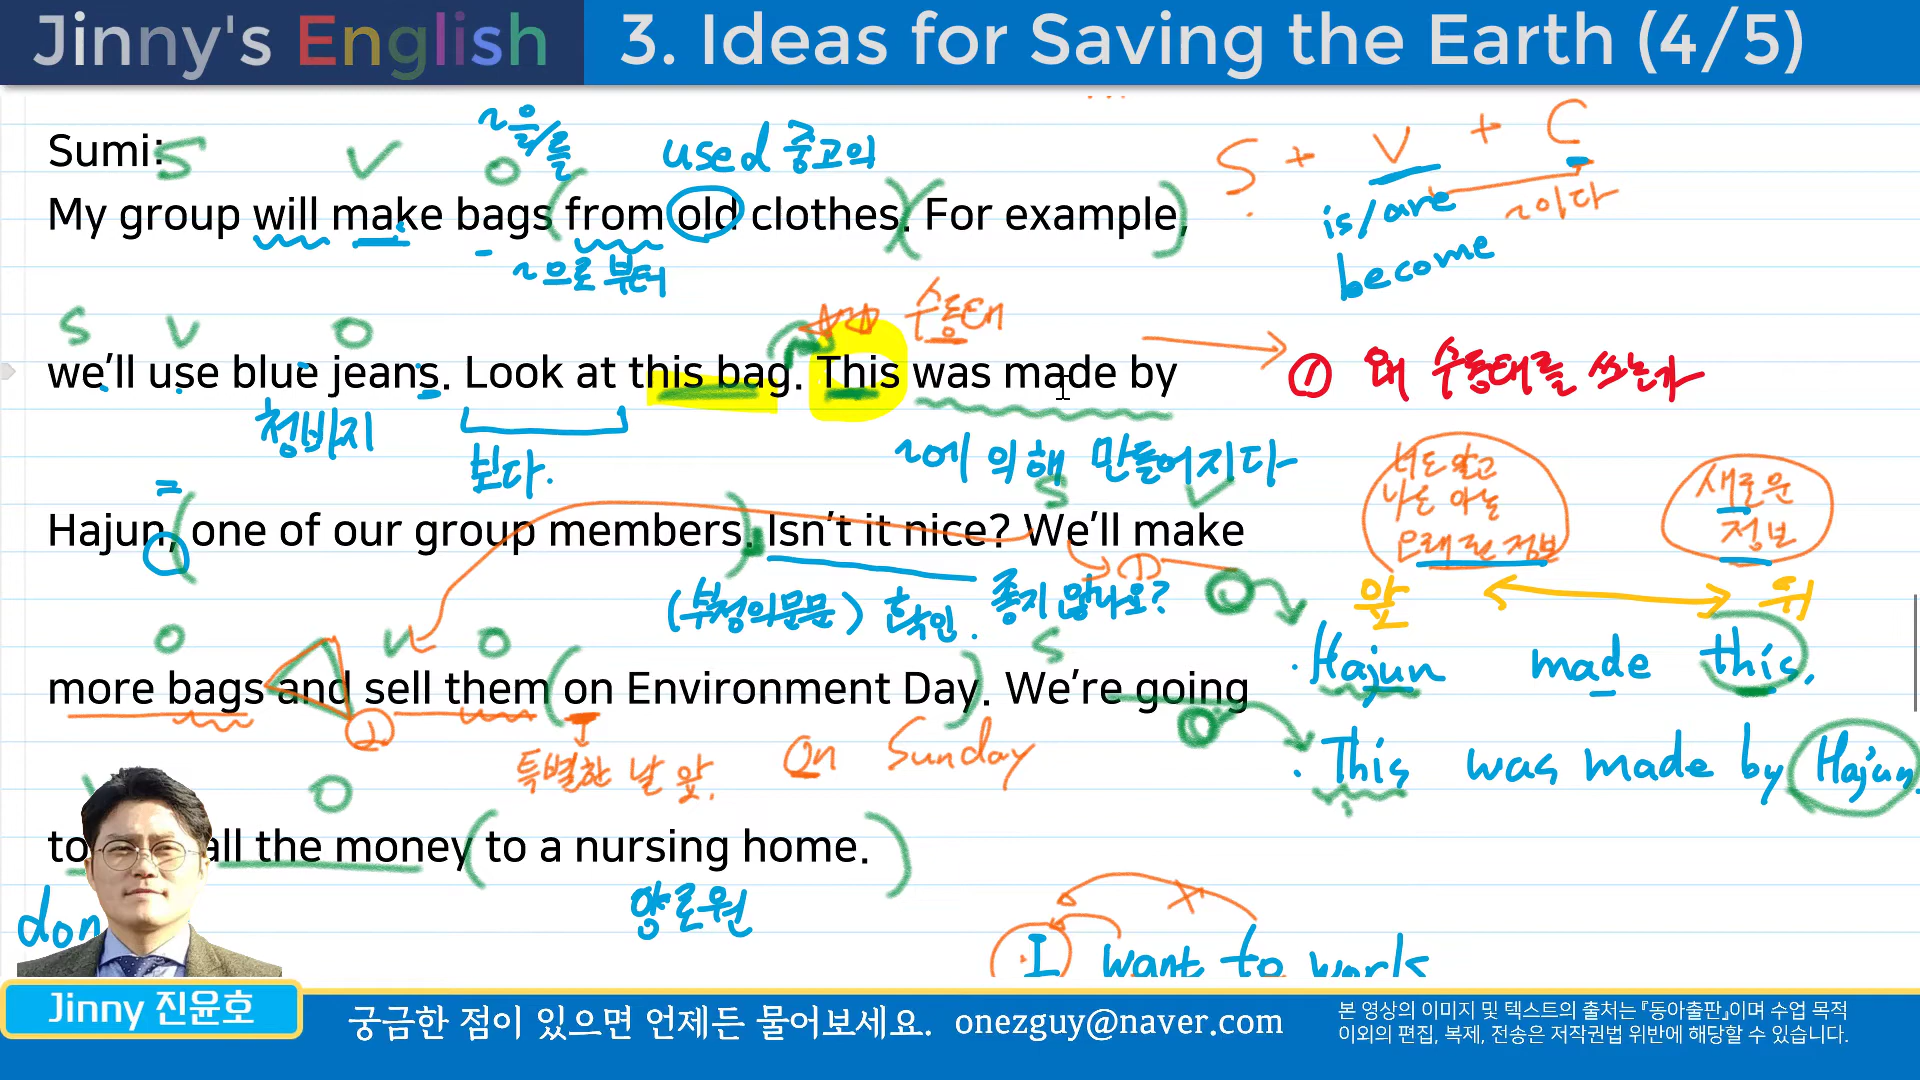 Jinny's English
3. Ideas for Saving the Earth (4/5)
Sumi:
S V O ~을/를 used 중고의
S + V + C
My group will make bags (from old clothes.)(For example,)
is/are ~이다
~으로 부터
become
S V O 수동태
we'll use blue jeans. Look at this bag. This was made by
① 왜 수동태를 쓰는가
청바지 보다. ~에 의해 만들어지다
너도 알고
나도 아는
오래된 정보
새로운
정보
= S V
Hajun, (one of our group members). Isn't it nice? We'll make
(부정의문문) 확인. 좋지 않나요?
앞 뒤
O V O S
Hajun made this.
more bags and sell them (on Environment Day). We're going
특별한 날 앞. On Sunday
This was made by Hajun.
O
to all the money (to a nursing home.)
don
양로원
I want to work
Jinny 진윤호
궁금한 점이 있으면 언제든 물어보세요. onezguy@naver.com
본 영상의 이미지 및 텍스트의 출처는『동아출판』이며 수업 목적
이외의 편집, 복제, 전송은 저작권법 위반에 해당할 수 있습니다.